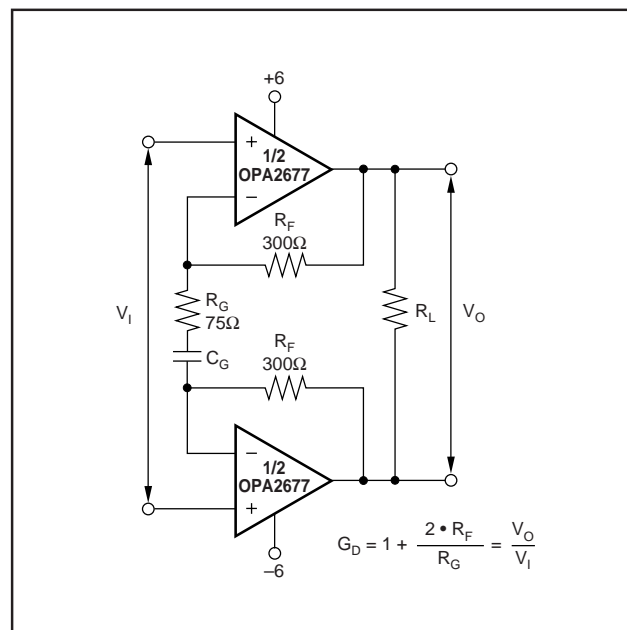 +6
+
1/2
OPA2677
−
R_F
300Ω
R_G
75Ω
V_I
C_G
R_F
300Ω
R_L
V_O
−
1/2
OPA2677
+
−6
G_D = 1 + 2 • R_F / R_G = V_O / V_I